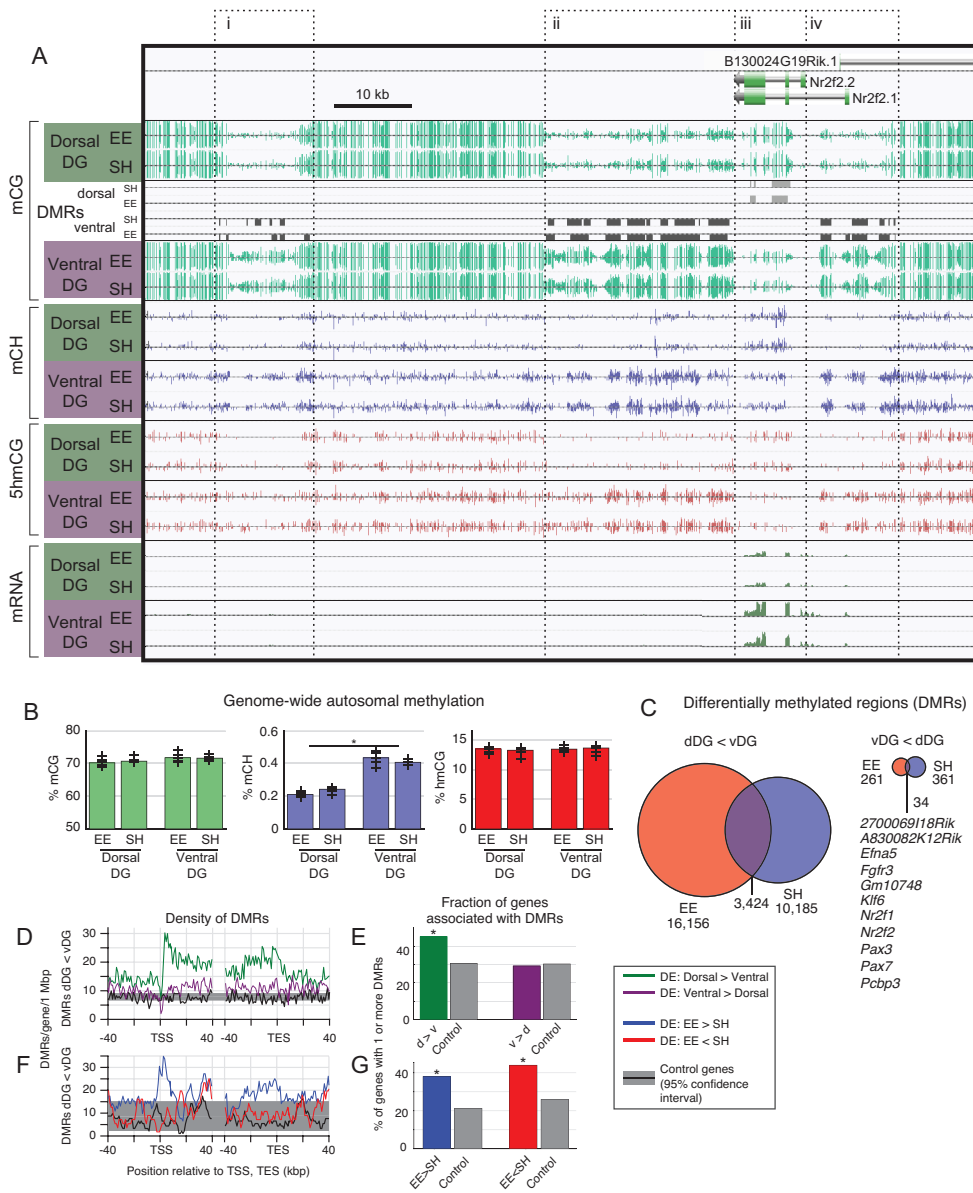 i
ii
iii
iv
A
B130024G19Rik.1
Nr2f2.2
Nr2f2.1
10 kb
mCG
Dorsal DG
EE
SH
DMRs
dorsal
SH
EE
ventral
SH
EE
Ventral DG
EE
SH
mCH
Dorsal DG
EE
SH
Ventral DG
EE
SH
5hmCG
Dorsal DG
EE
SH
Ventral DG
EE
SH
mRNA
Dorsal DG
EE
SH
Ventral DG
EE
SH
B
Genome-wide autosomal methylation
% mCG
80
70
60
50
EE SH EE SH
Dorsal DG
Ventral DG
% mCH
0.6
0.4
0.2
0
*
EE SH EE SH
Dorsal DG
Ventral DG
% hmCG
15
10
5
0
EE SH EE SH
Dorsal DG
Ventral DG
C
Differentially methylated regions (DMRs)
dDG < vDG
EE
16,156
3,424
SH
10,185
vDG < dDG
EE
261
SH
361
34
2700069I18Rik
A830082K12Rik
Efna5
Fgfr3
Gm10748
Klf6
Nr2f1
Nr2f2
Pax3
Pax7
Pcbp3
D
Density of DMRs
DMRs/gene/1 Mbp
DMRs dDG < vDG
30
20
10
0
-40 TSS 40
-40 TES 40
E
Fraction of genes associated with DMRs
% of genes with 1 or more DMRs
40
20
0
*
d > v
Control
v > d
Control
F
DMRs dDG < vDG
30
20
10
0
-40 TSS 40
-40 TES 40
Position relative to TSS, TES (kbp)
G
40
20
0
*
*
EE>SH
Control
EE<SH
Control
DE: Dorsal > Ventral
DE: Ventral > Dorsal
DE: EE > SH
DE: EE < SH
Control genes
(95% confidence
interval)